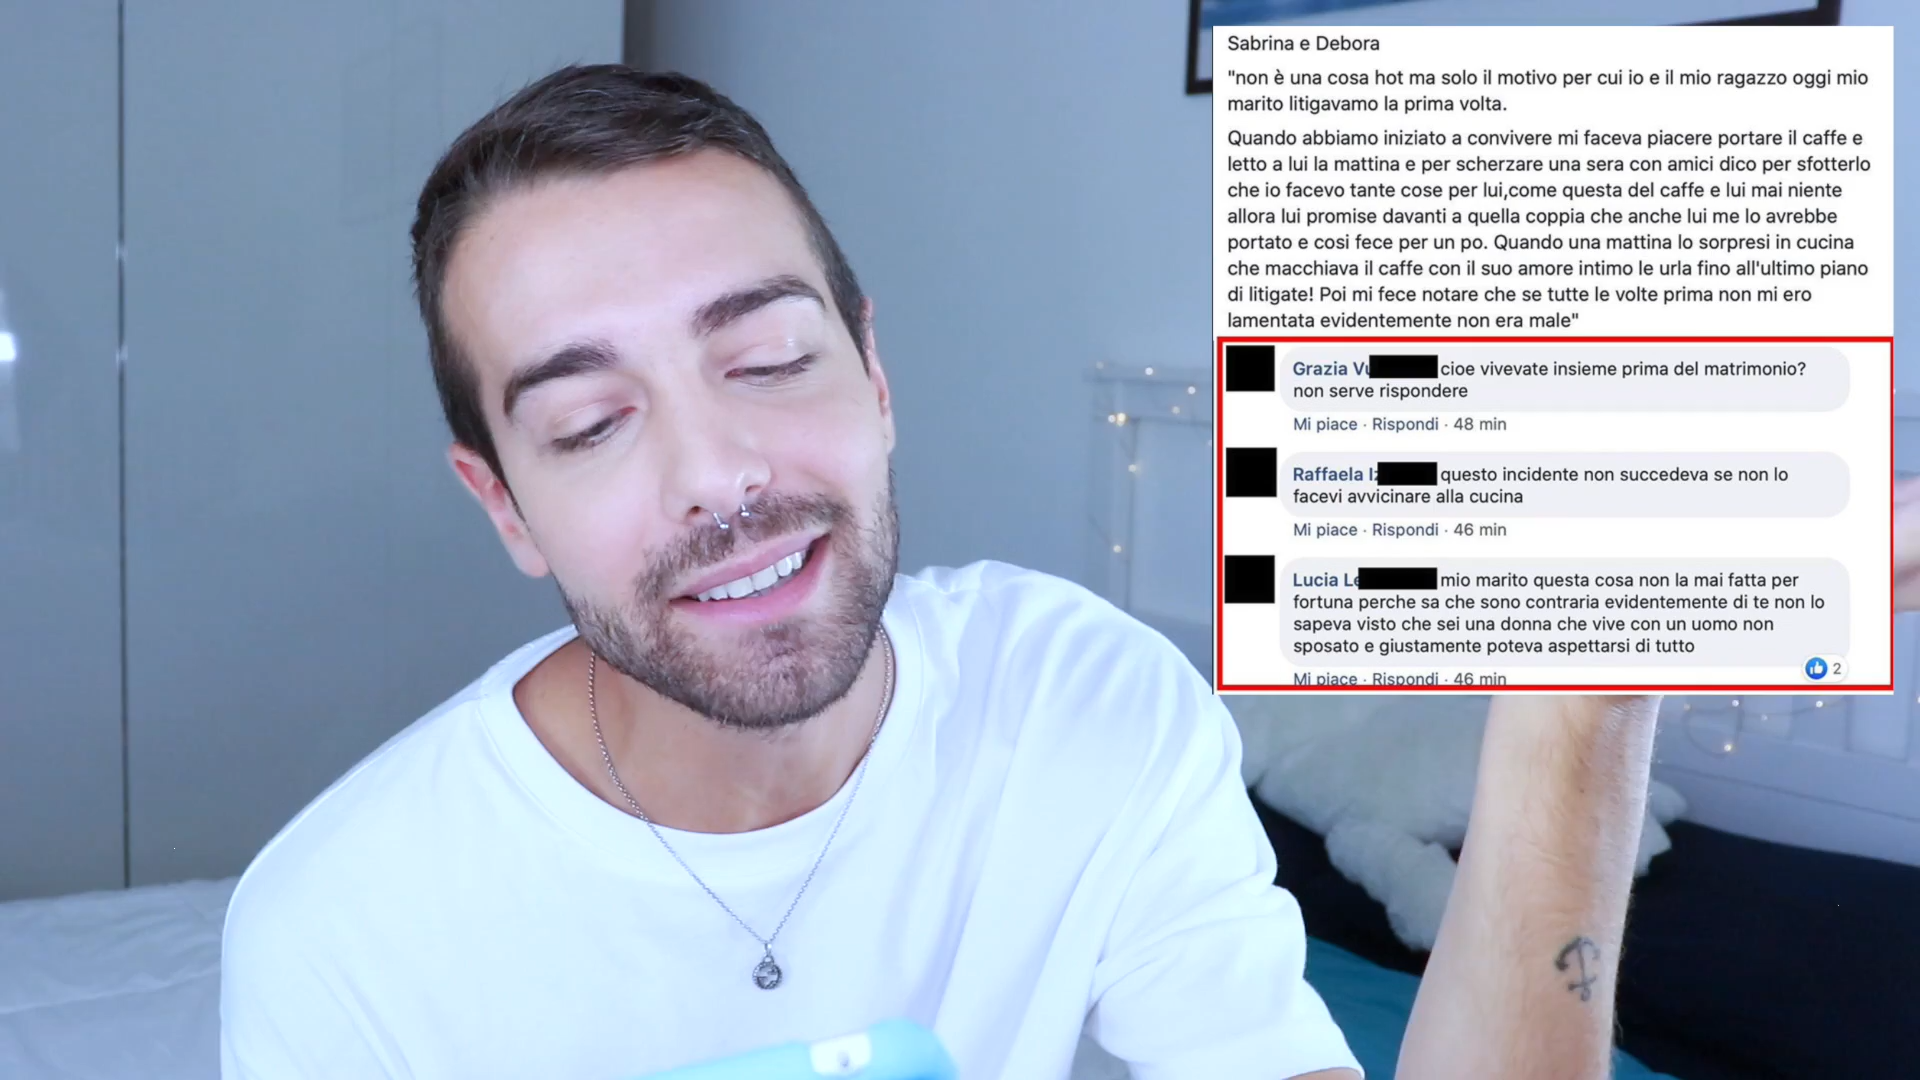 Sabrina e Debora
"non è una cosa hot ma solo il motivo per cui io e il mio ragazzo oggi mio
marito litigavamo la prima volta.
Quando abbiamo iniziato a convivere mi faceva piacere portare il caffe e
letto a lui la mattina e per scherzare una sera con amici dico per sfotterlo
che io facevo tante cose per lui,come questa del caffe e lui mai niente
allora lui promise davanti a quella coppia che anche lui me lo avrebbe
portato e cosi fece per un po. Quando una mattina lo sorpresi in cucina
che macchiava il caffe con il suo amore intimo le urla fino all'ultimo piano
di litigate! Poi mi fece notare che se tutte le volte prima non mi ero
lamentata evidentemente non era male"
Grazia cioe vivevate insieme prima del matrimonio?
non serve rispondere
Mi piace · Rispondi · 48 min
Raffaela questo incidente non succedeva se non lo
facevi avvicinare alla cucina
Mi piace · Rispondi · 46 min
Lucia mio marito questa cosa non la mai fatta per
fortuna perche sa che sono contraria evidentemente di te non lo
sapeva visto che sei una donna che vive con un uomo non
sposato e giustamente poteva aspettarsi di tutto
2
Mi piace · Rispondi · 46 min